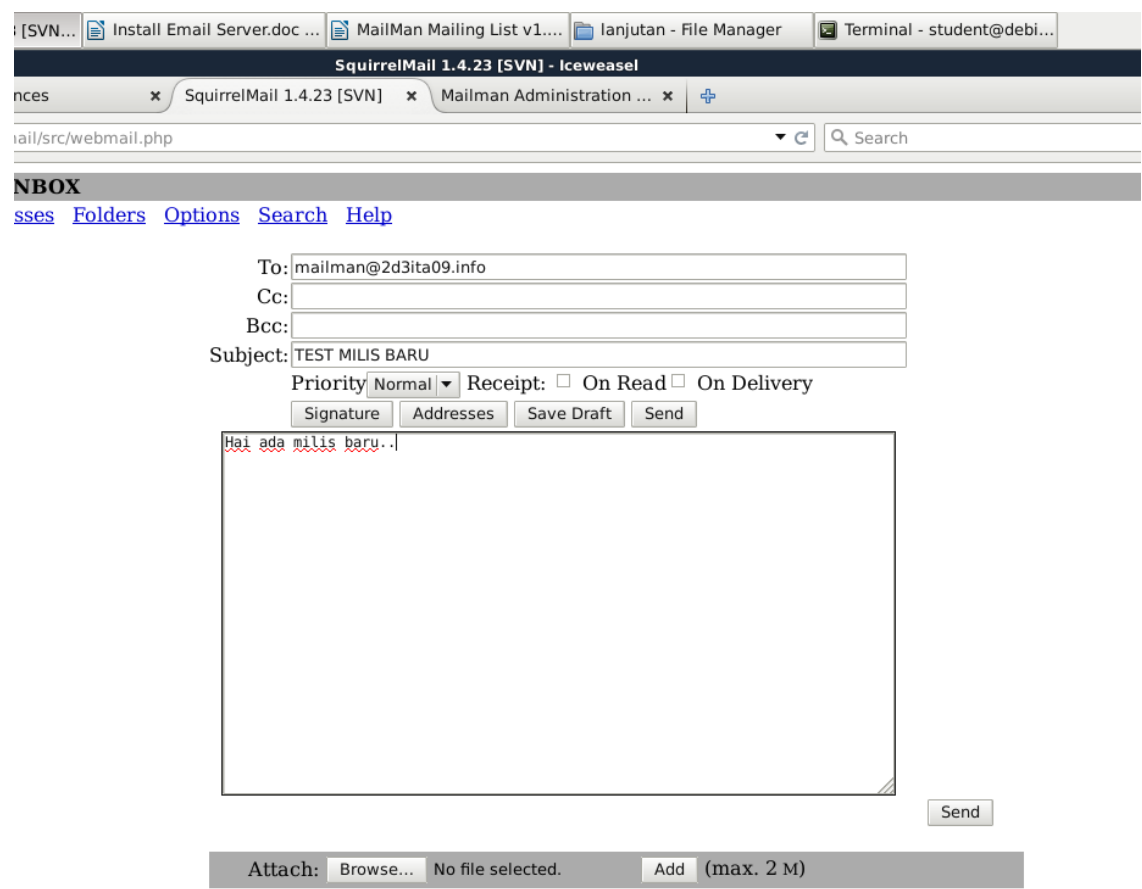 [SVN... Install Email Server.doc ... MailMan Mailing List v1.... lanjutan - File Manager Terminal - student@debi...
SquirrelMail 1.4.23 [SVN] - Iceweasel
nces SquirrelMail 1.4.23 [SVN] Mailman Administration ...
nail/src/webmail.php Search
NBOX
sses Folders Options Search Help
To: mailman@2d3ita09.info
Cc:
Bcc:
Subject: TEST MILIS BARU
Priority Normal Receipt: On Read On Delivery
Signature Addresses Save Draft Send
Hai ada milis baru..
Send
Attach: Browse... No file selected. Add (max. 2 M)